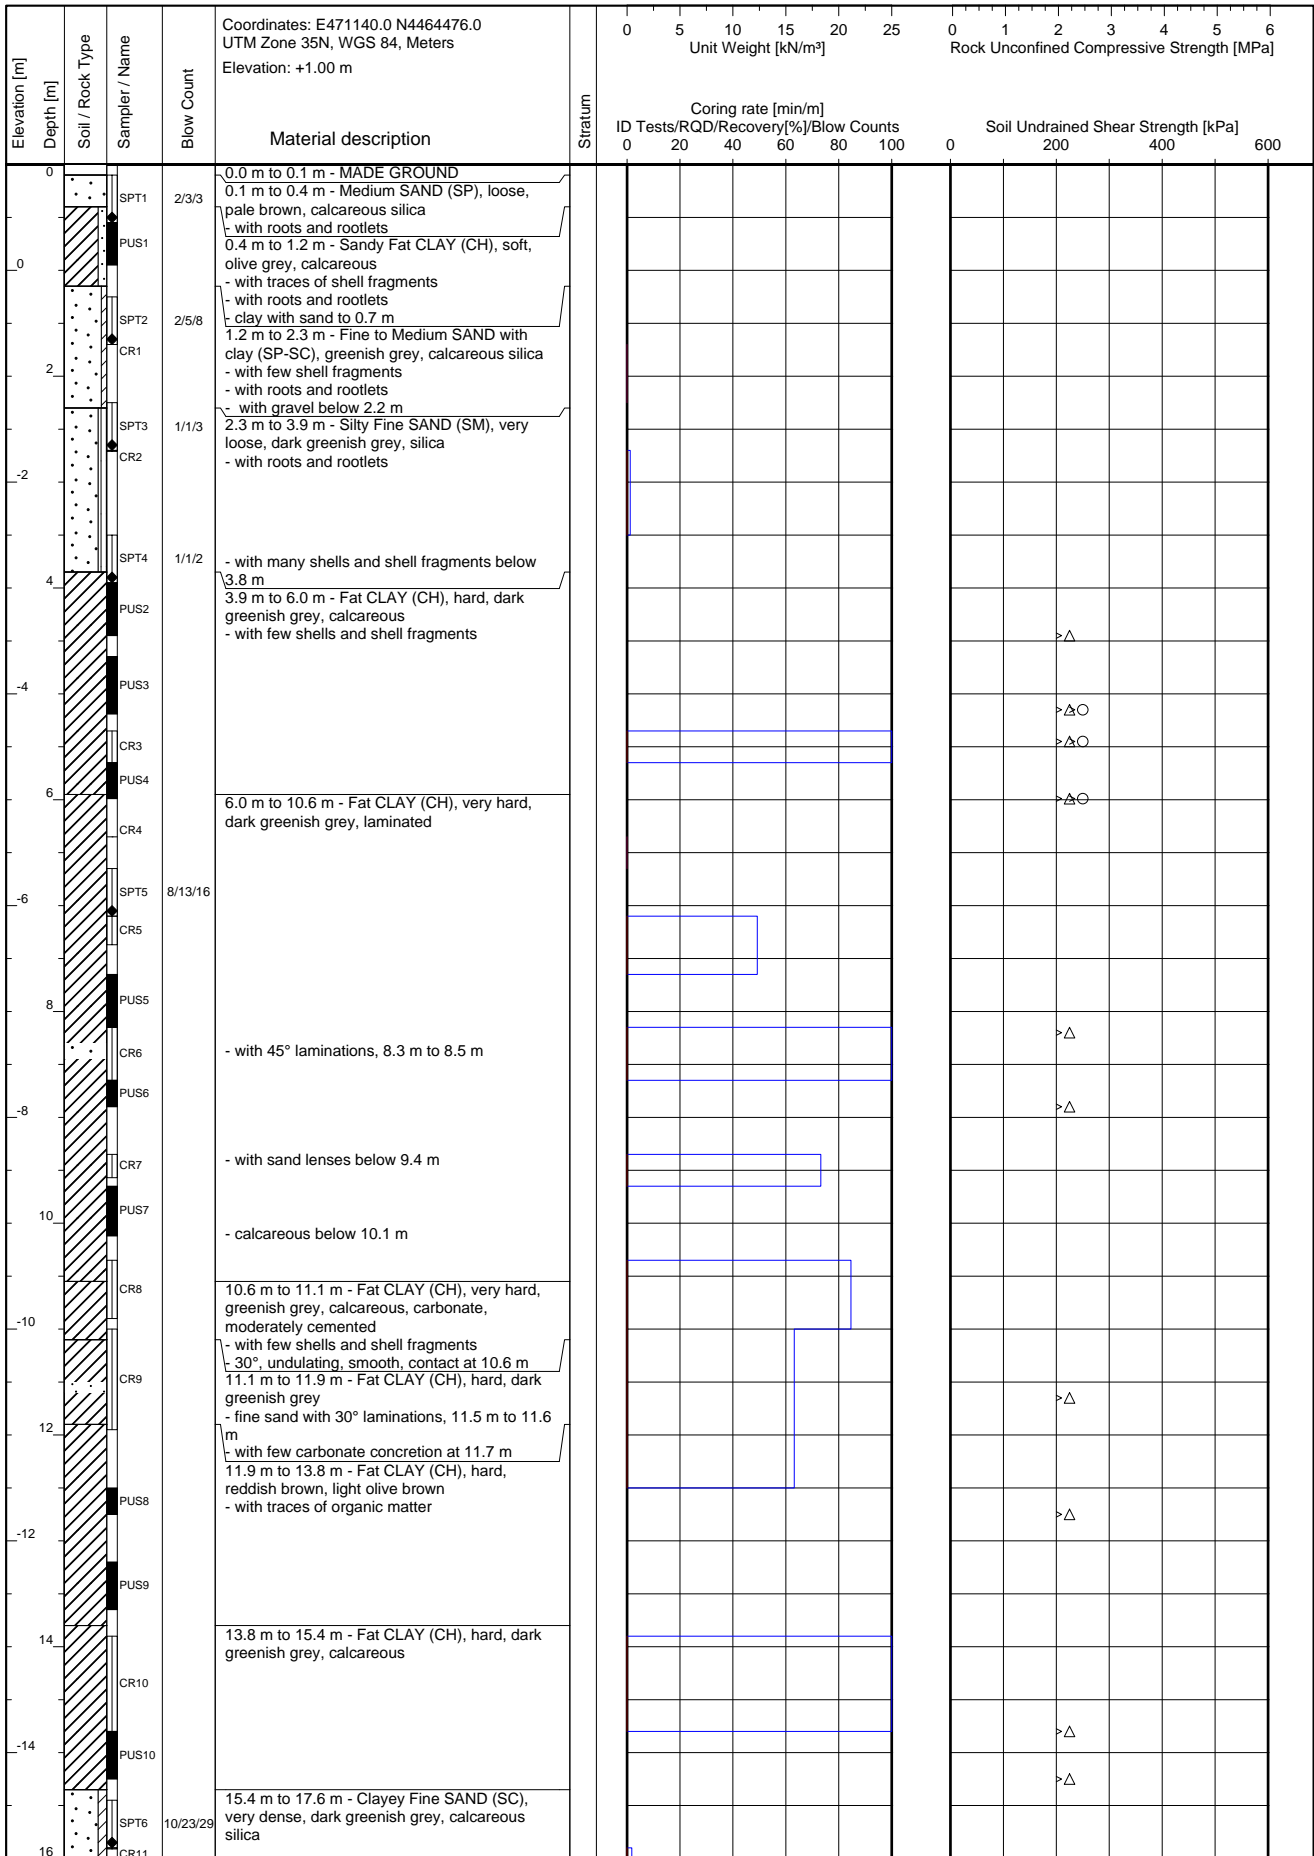 Elevation [m]
Depth [m]
Soil / Rock Type
Sampler / Name
Blow Count
Coordinates: E471140.0 N4464476.0
UTM Zone 35N, WGS 84, Meters
Elevation: +1.00 m
Material description
Stratum
0 5 10 15 20 25
Unit Weight [kN/m³]
Coring rate [min/m]
ID Tests/RQD/Recovery[%]/Blow Counts
0 20 40 60 80 100
0 1 2 3 4 5 6
Rock Unconfined Compressive Strength [MPa]
Soil Undrained Shear Strength [kPa]
0 200 400 600
0
0.0 m to 0.1 m - MADE GROUND
SPT1 2/3/3
0.1 m to 0.4 m - Medium SAND (SP), loose,
pale brown, calcareous silica
- with roots and rootlets
PUS1
0.4 m to 1.2 m - Sandy Fat CLAY (CH), soft,
olive grey, calcareous
0
- with traces of shell fragments
- with roots and rootlets
- clay with sand to 0.7 m
SPT2 2/5/8
1.2 m to 2.3 m - Fine to Medium SAND with
clay (SP-SC), greenish grey, calcareous silica
CR1
2
- with few shell fragments
- with roots and rootlets
- with gravel below 2.2 m
SPT3 1/1/3
2.3 m to 3.9 m - Silty Fine SAND (SM), very
loose, dark greenish grey, silica
- with roots and rootlets
CR2
-2
SPT4 1/1/2
- with many shells and shell fragments below
3.8 m
4
3.9 m to 6.0 m - Fat CLAY (CH), hard, dark
greenish grey, calcareous
- with few shells and shell fragments
PUS2
PUS3
-4
CR3
PUS4
6
6.0 m to 10.6 m - Fat CLAY (CH), very hard,
dark greenish grey, laminated
CR4
SPT5 8/13/16
-6
CR5
PUS5
8
CR6
- with 45° laminations, 8.3 m to 8.5 m
PUS6
-8
CR7
- with sand lenses below 9.4 m
PUS7
10
- calcareous below 10.1 m
CR8
10.6 m to 11.1 m - Fat CLAY (CH), very hard,
greenish grey, calcareous, carbonate,
moderately cemented
-10
- with few shells and shell fragments
- 30°, undulating, smooth, contact at 10.6 m
CR9
11.1 m to 11.9 m - Fat CLAY (CH), hard, dark
greenish grey
- fine sand with 30° laminations, 11.5 m to 11.6
m
12
- with few carbonate concretion at 11.7 m
11.9 m to 13.8 m - Fat CLAY (CH), hard,
reddish brown, light olive brown
- with traces of organic matter
PUS8
-12
PUS9
14
13.8 m to 15.4 m - Fat CLAY (CH), hard, dark
greenish grey, calcareous
CR10
-14
PUS10
15.4 m to 17.6 m - Clayey Fine SAND (SC),
very dense, dark greenish grey, calcareous
silica
SPT6 10/23/29
16
CR11